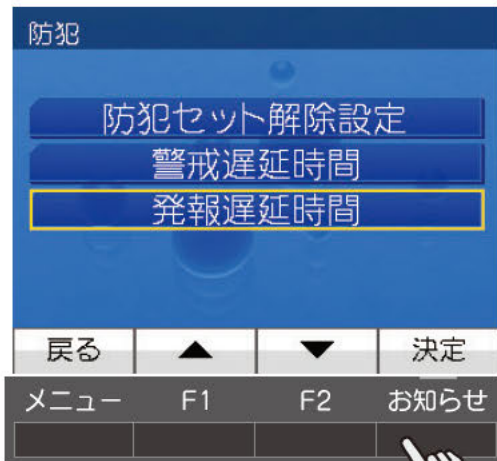 防犯
防犯セット解除設定
警戒遅延時間
発報遅延時間
戻る ▲ ▼ 決定
メニュー F1 F2 お知らせ